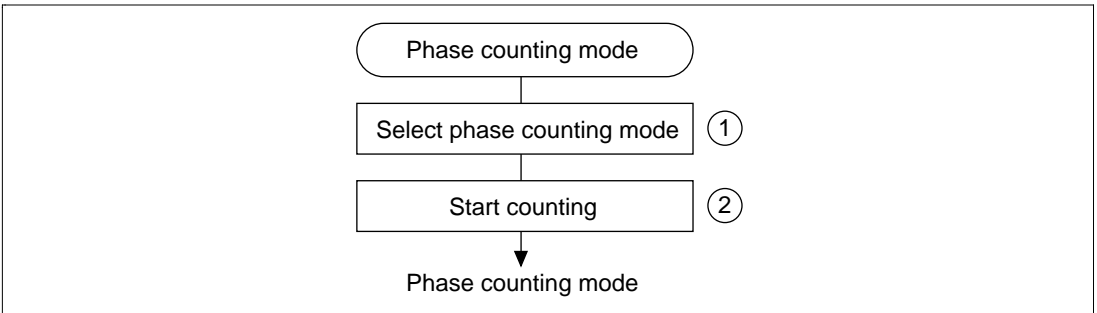 Phase counting mode
Select phase counting mode 1
Start counting 2
Phase counting mode